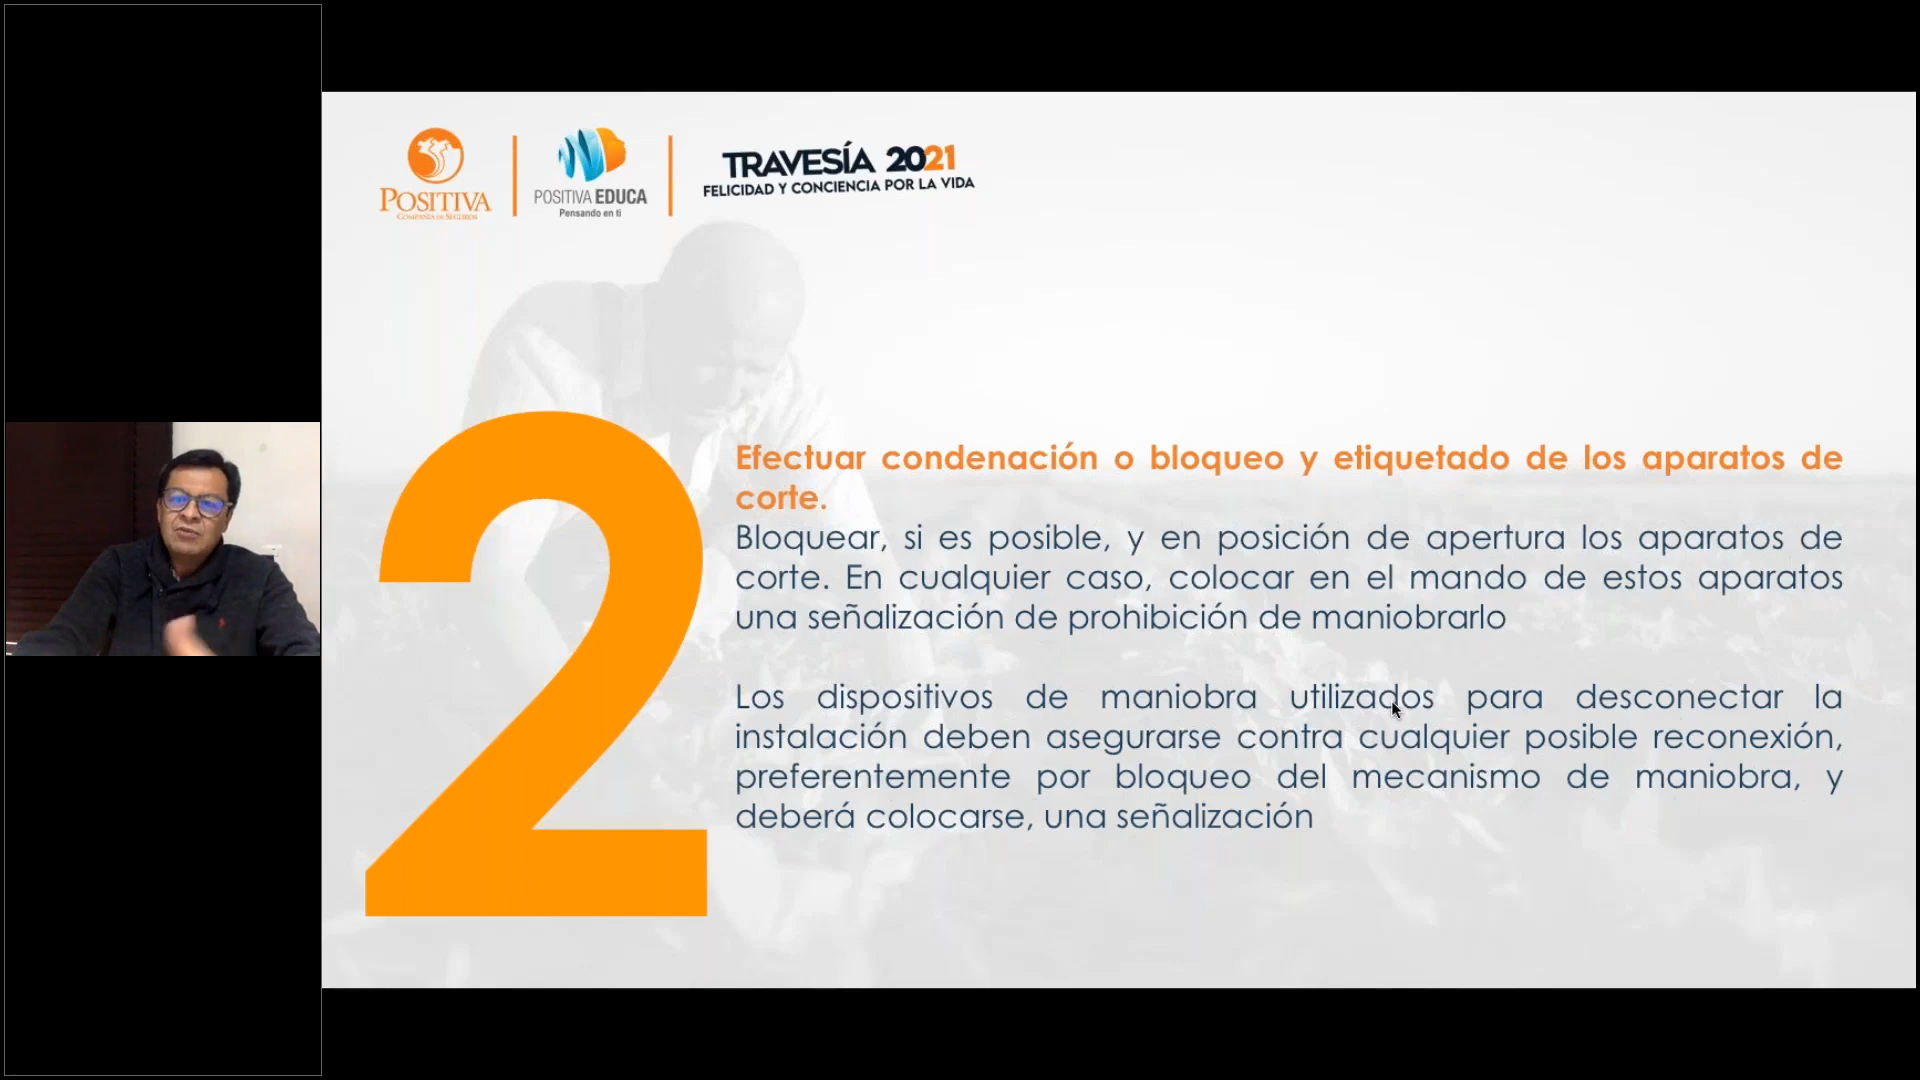 POSITIVA
COMPAÑÍA DE SEGUROS
POSITIVA EDUCA
Pensando en ti
TRAVESÍA 2021
FELICIDAD Y CONCIENCIA POR LA VIDA
2
Efectuar condenación o bloqueo y etiquetado de los aparatos de
corte.
Bloquear, si es posible, y en posición de apertura los aparatos de
corte. En cualquier caso, colocar en el mando de estos aparatos
una señalización de prohibición de maniobrarlo
Los dispositivos de maniobra utilizados para desconectar la
instalación deben asegurarse contra cualquier posible reconexión,
preferentemente por bloqueo del mecanismo de maniobra, y
deberá colocarse, una señalización